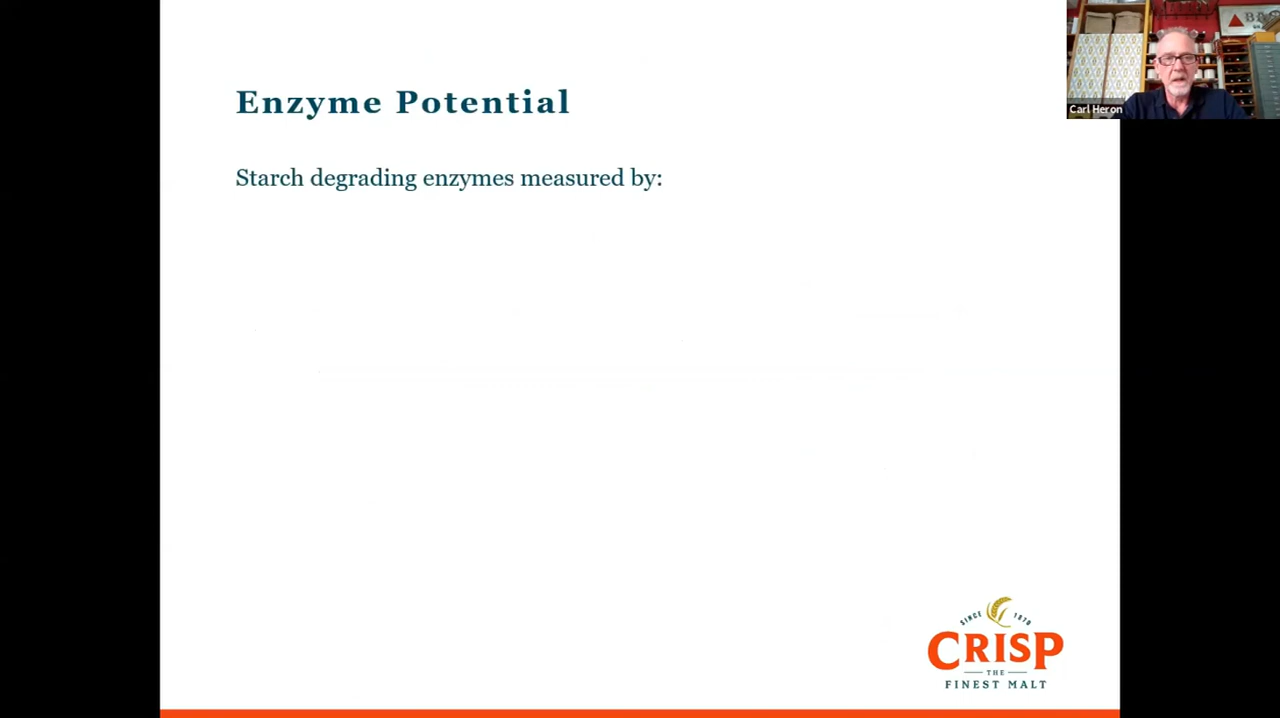 Enzyme Potential
Starch degrading enzymes measured by:
Carl Heron
SINCE 1870
CRISP
THE
FINEST MALT